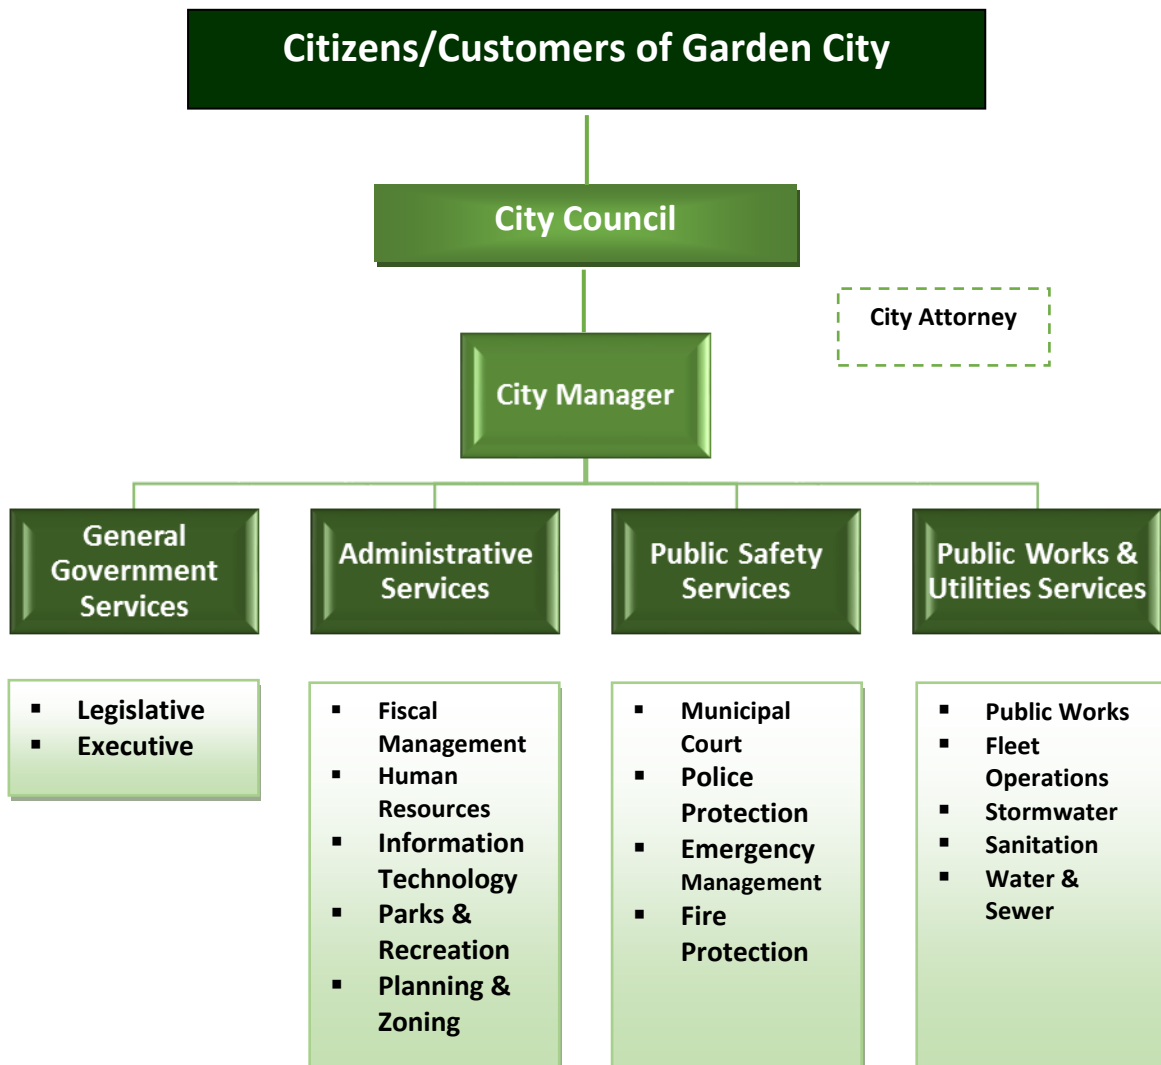 Citizens/Customers of Garden City
City Council
City Attorney
City Manager
General
Government
Services
Administrative
Services
Public Safety
Services
Public Works &
Utilities Services
▪ Legislative
▪ Executive
▪ Fiscal
Management
▪ Human
Resources
▪ Information
Technology
▪ Parks &
Recreation
▪ Planning &
Zoning
▪ Municipal
Court
▪ Police
Protection
▪ Emergency
Management
▪ Fire
Protection
▪ Public Works
▪ Fleet
Operations
▪ Stormwater
▪ Sanitation
▪ Water &
Sewer